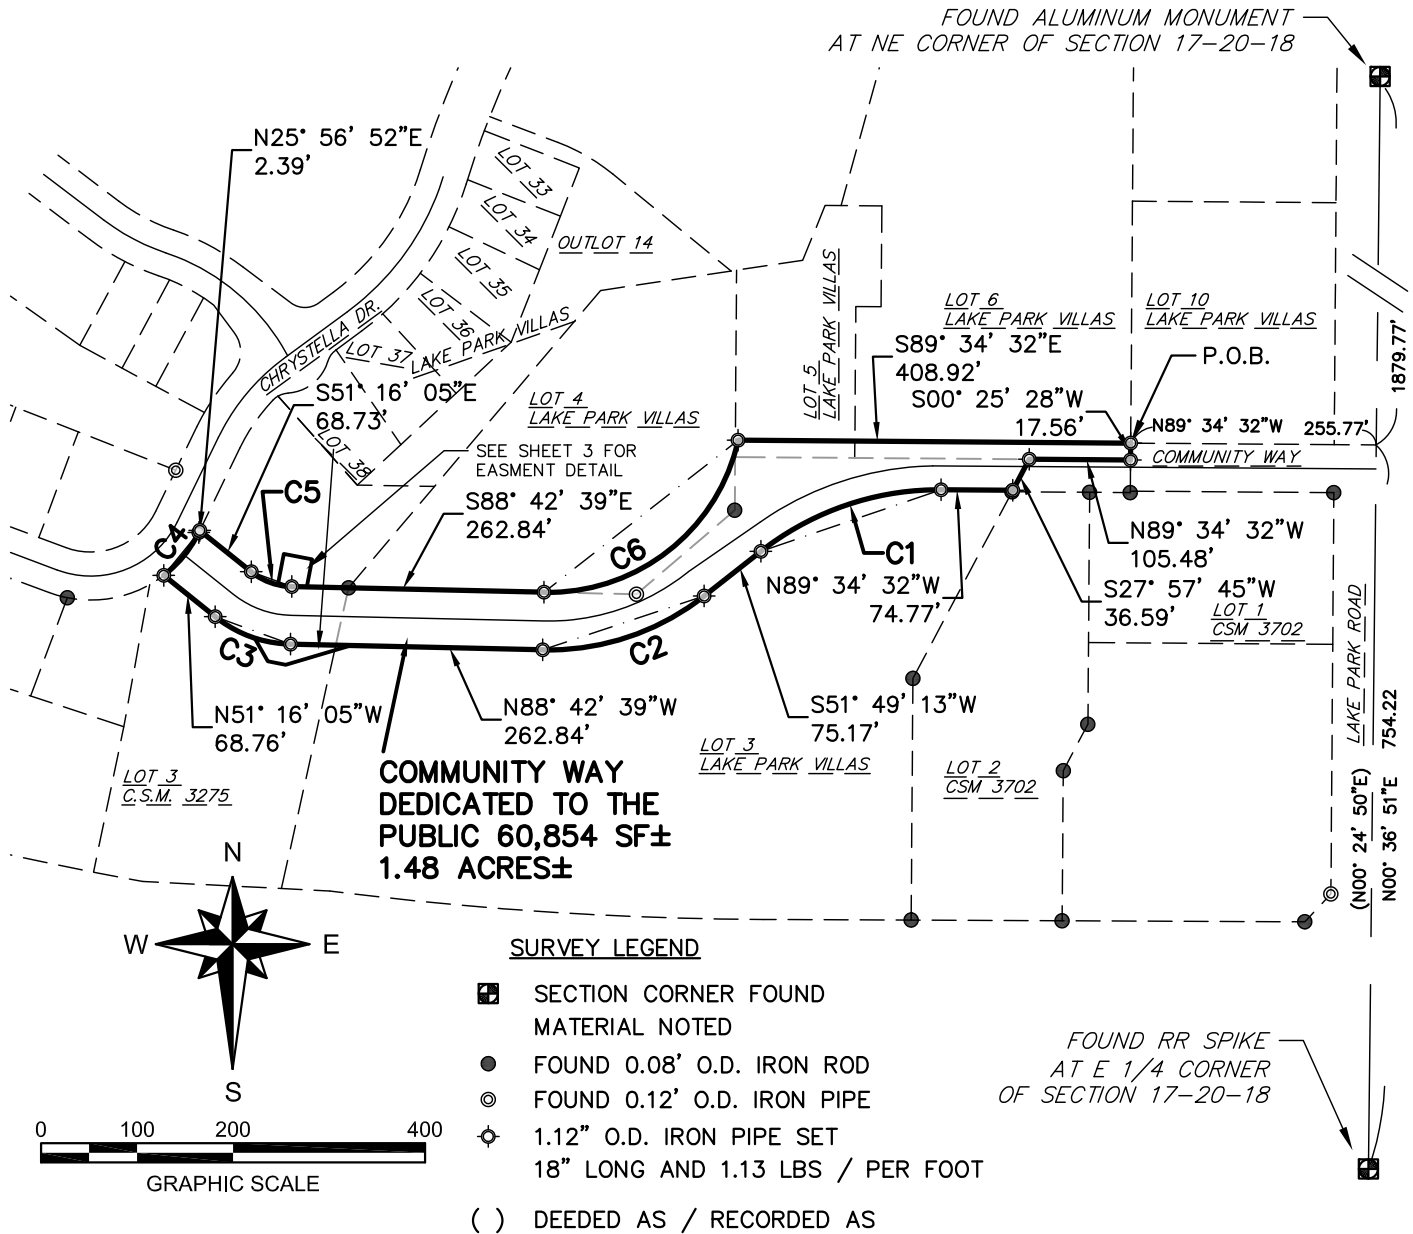 FOUND ALUMINUM MONUMENT
AT NE CORNER OF SECTION 17-20-18
N25° 56' 52"E
2.39'
LOT 33
LOT 34
LOT 35
LOT 36
LOT 37
LOT 38
OUTLOT 14
LAKE PARK VILLAS
CHRYSTELLA DR.
S51° 16' 05"E
68.73'
LOT 4
LAKE PARK VILLAS
SEE SHEET 3 FOR
EASMENT DETAIL
S88° 42' 39"E
262.84'
LOT 5
LAKE PARK VILLAS
LOT 6
LAKE PARK VILLAS
LOT 10
LAKE PARK VILLAS
S89° 34' 32"E
408.92'
S00° 25' 28"W
17.56'
P.O.B.
N89° 34' 32"W 255.77'
COMMUNITY WAY
1879.77'
C5
C4
C6
C1
C2
C3
N89° 34' 32"W
105.48'
N89° 34' 32"W
74.77'
S27° 57' 45"W
36.59'
LOT 1
CSM 3702
LAKE PARK ROAD
S51° 49' 13"W
75.17'
N51° 16' 05"W
68.76'
N88° 42' 39"W
262.84'
LOT 3
LAKE PARK VILLAS
LOT 2
CSM 3702
LOT 3
C.S.M. 3275
COMMUNITY WAY
DEDICATED TO THE
PUBLIC 60,854 SF±
1.48 ACRES±
(N00° 24' 50"E)
N00° 36' 51"E 754.22
N
W
E
S
0 100 200 400
GRAPHIC SCALE
SURVEY LEGEND
SECTION CORNER FOUND
MATERIAL NOTED
FOUND 0.08' O.D. IRON ROD
FOUND 0.12' O.D. IRON PIPE
1.12" O.D. IRON PIPE SET
18" LONG AND 1.13 LBS / PER FOOT
( ) DEEDED AS / RECORDED AS
FOUND RR SPIKE
AT E 1/4 CORNER
OF SECTION 17-20-18